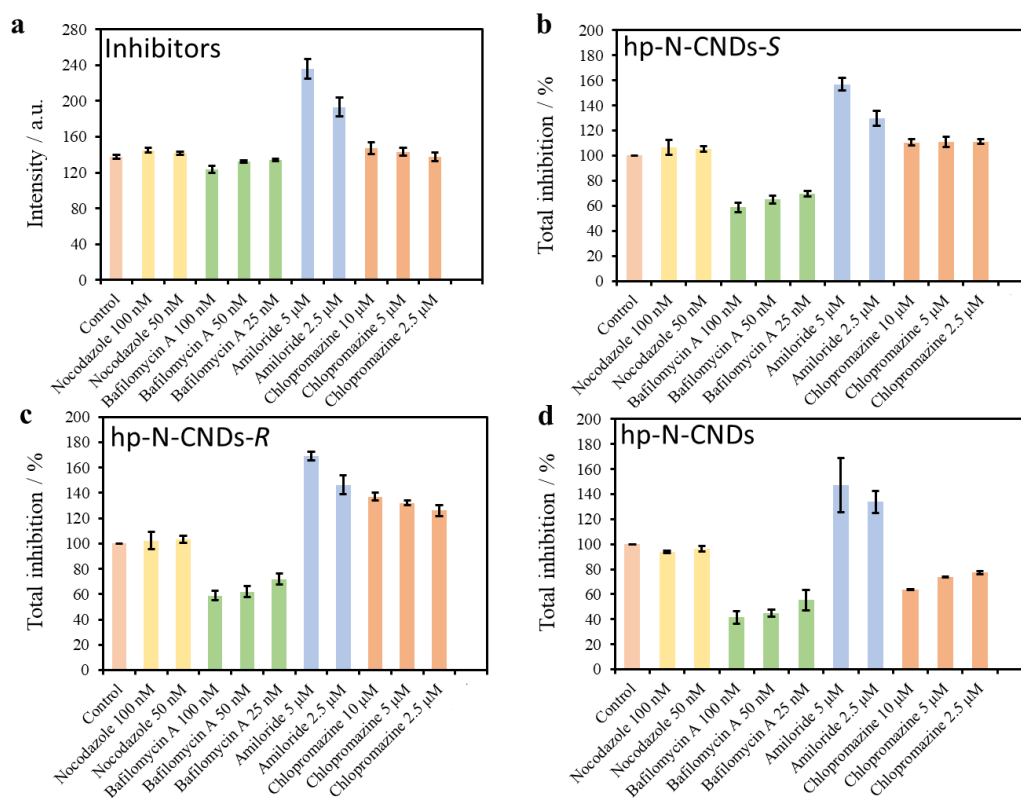 a
Inhibitors
Intensity / a.u.
280
240
200
160
120
80
40
0
Control
Nocodazole 100 nM
Nocodazole 50 nM
Bafilomycin A 100 nM
Bafilomycin A 50 nM
Bafilomycin A 25 nM
Amiloride 5 µM
Amiloride 2.5 µM
Chlopromazine 10 µM
Chlopromazine 5 µM
Chlopromazine 2.5 µM
b
hp-N-CNDs-S
Total inhibition / %
200
180
160
140
120
100
80
60
40
20
0
Control
Nocodazole 100 nM
Nocodazole 50 nM
Bafilomycin A 100 nM
Bafilomycin A 50 nM
Bafilomycin A 25 nM
Amiloride 5 µM
Amiloride 2.5 µM
Chlopromazine 10 µM
Chlopromazine 5 µM
Chlopromazine 2.5 µM
c
hp-N-CNDs-R
Total inhibition / %
200
180
160
140
120
100
80
60
40
20
0
Control
Nocodazole 100 nM
Nocodazole 50 nM
Bafilomycin A 100 nM
Bafilomycin A 50 nM
Bafilomycin A 25 nM
Amiloride 5 µM
Amiloride 2.5 µM
Chlopromazine 10 µM
Chlopromazine 5 µM
Chlopromazine 2.5 µM
d
hp-N-CNDs
Total inhibition / %
200
180
160
140
120
100
80
60
40
20
0
Control
Nocodazole 100 nM
Nocodazole 50 nM
Bafilomycin A 100 nM
Bafilomycin A 50 nM
Bafilomycin A 25 nM
Amiloride 5 µM
Amiloride 2.5 µM
Chlopromazine 10 µM
Chlopromazine 5 µM
Chlopromazine 2.5 µM